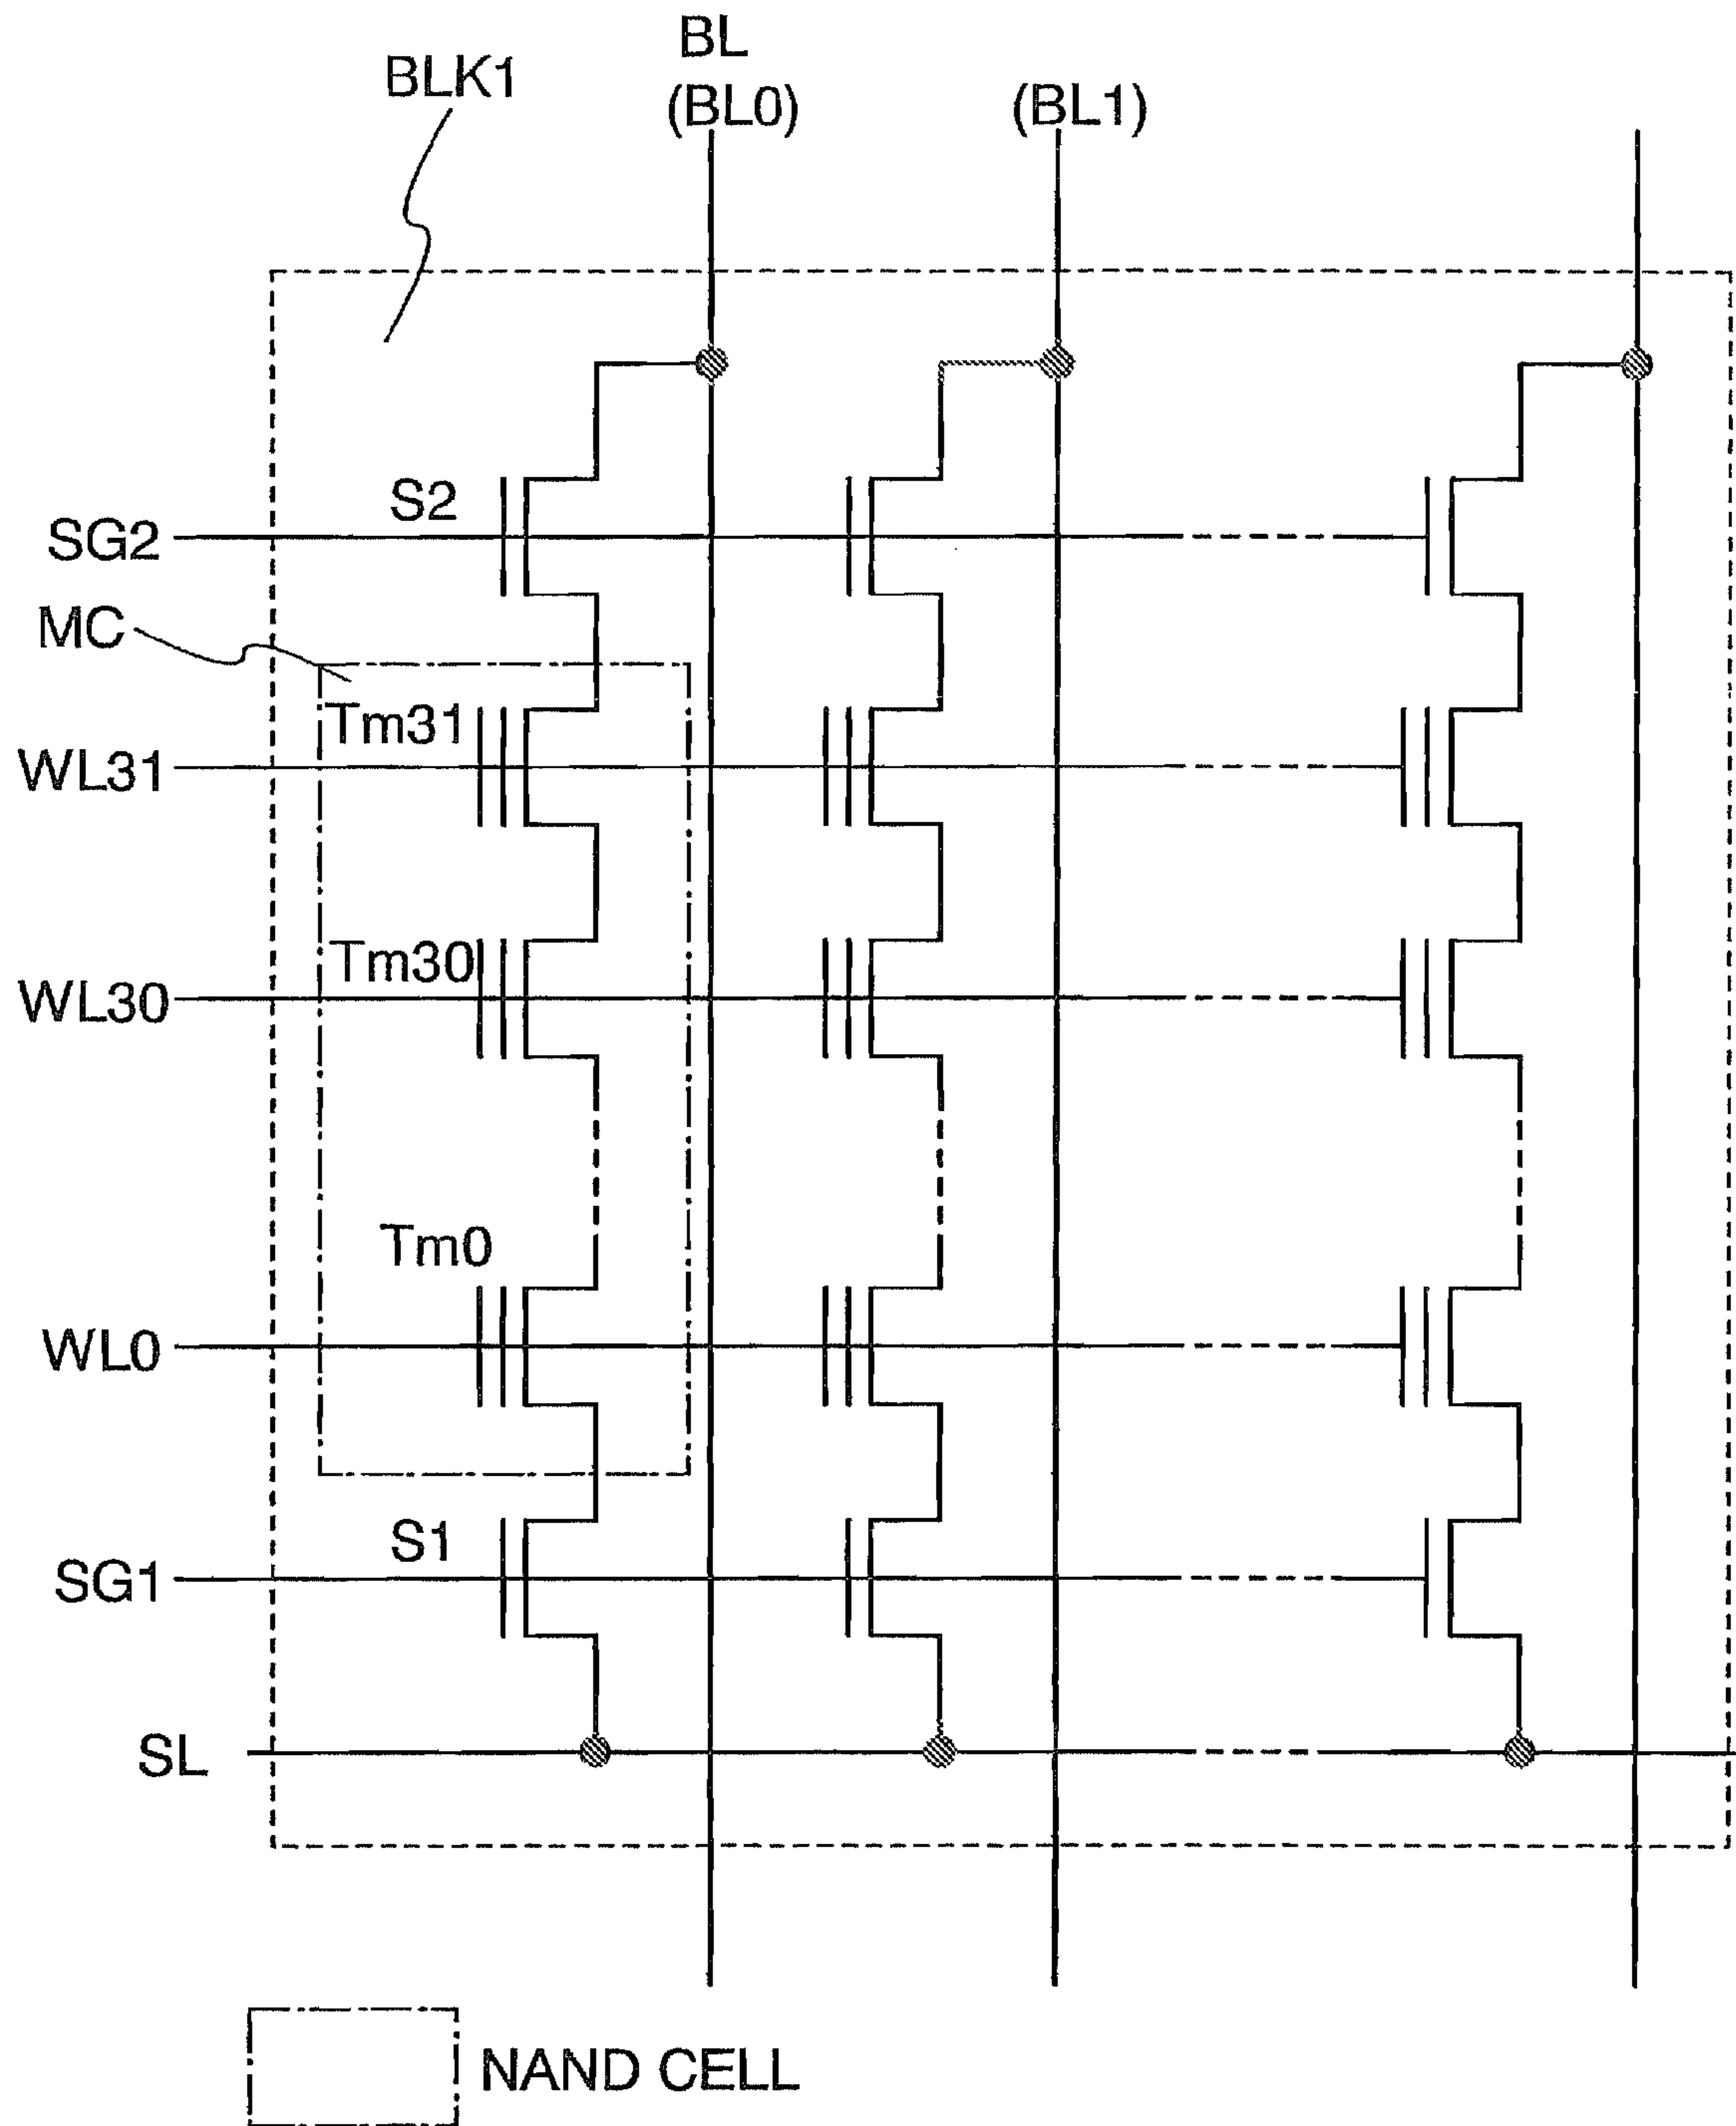 BL
BLK1
(BL0)
(BL1)
S2
SG2
MC
Tm31
WL31
Tm30
WL30
Tm0
WL0
S1
SG1
SL
NAND CELL